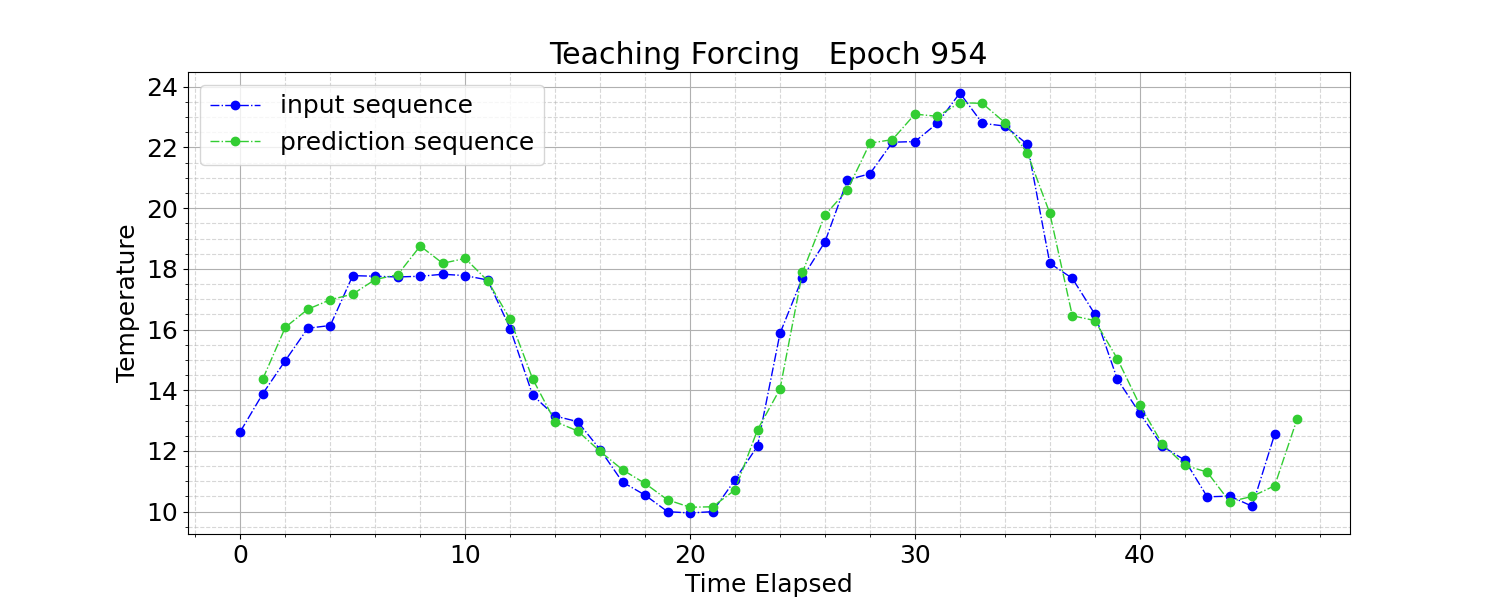 Teaching Forcing   Epoch 954
input sequence
prediction sequence
Temperature
24
22
20
18
16
14
12
10
0 10 20 30 40
Time Elapsed